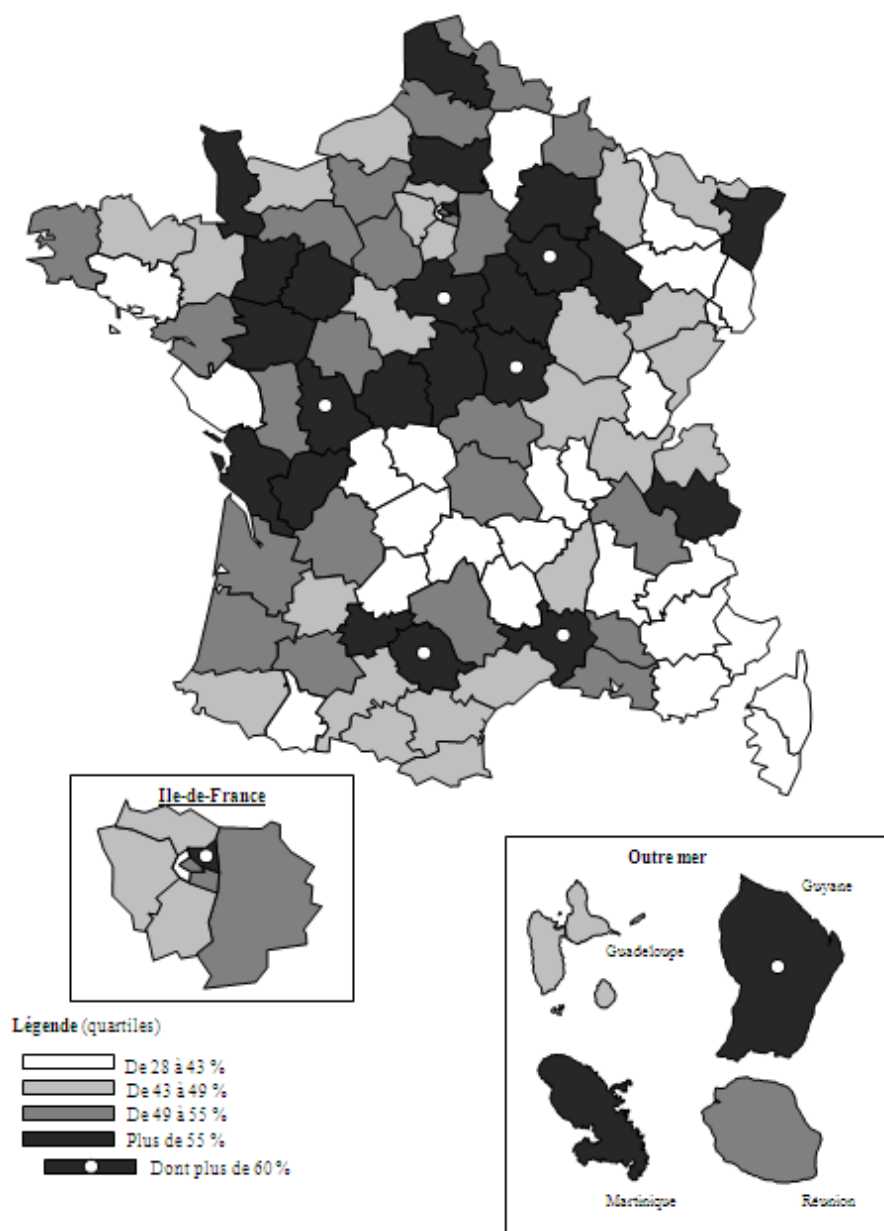 Ile-de-France
Outre mer
Guyane
Guadeloupe
Martinique
Réunion
Légende (quartiles)
De 28 à 43 %
De 43 à 49 %
De 49 à 55 %
Plus de 55 %
Dont plus de 60 %